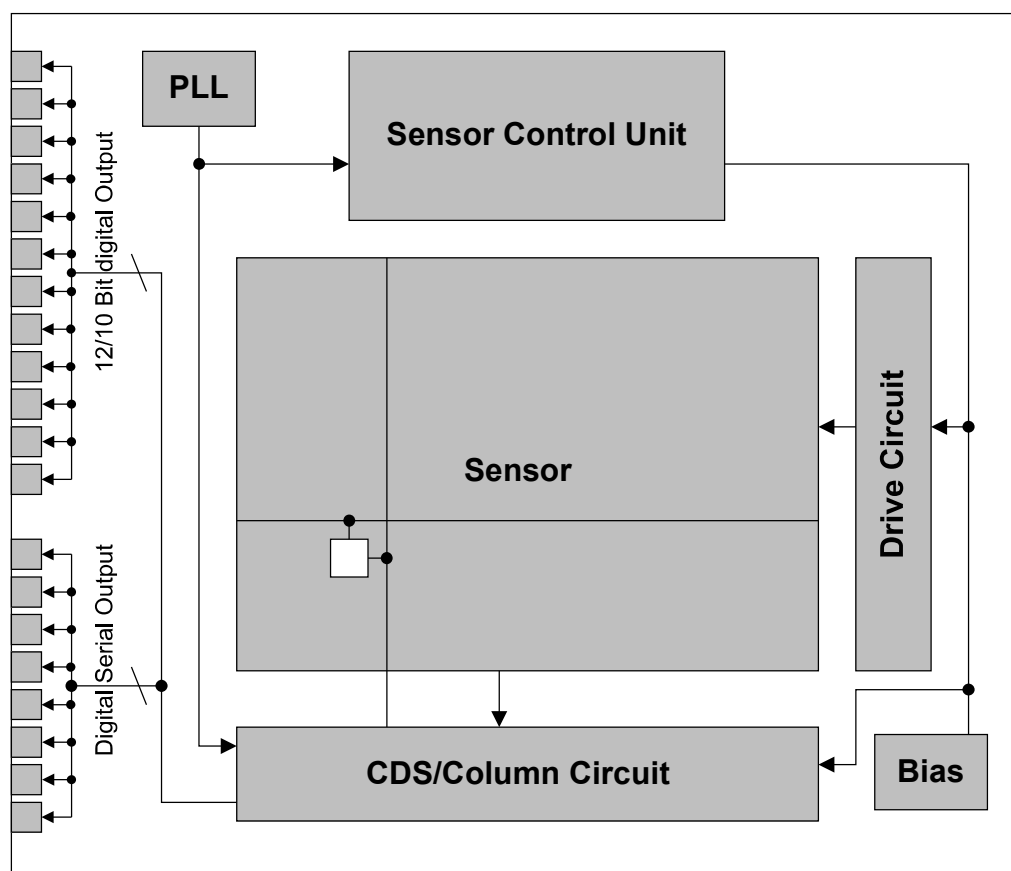 PLL
Sensor Control Unit
12/10 Bit digital Output
Sensor
Drive Circuit
Digital Serial Output
CDS/Column Circuit
Bias